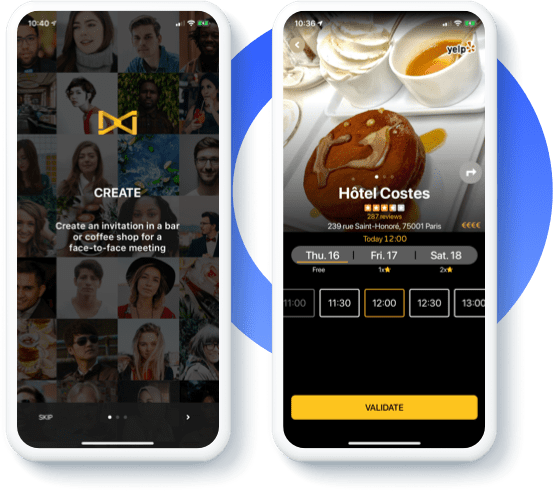 10:40
CREATE
Create an invitation in a bar
or coffee shop for a
face-to-face meeting
SKIP
10:36
yelp
Hôtel Costes
287 reviews
239 rue Saint-Honoré, 75001 Paris
€€€€
Today 12:00
Thu. 16 Fri. 17 Sat. 18
Free 1x 2x
11:00 11:30 12:00 12:30 13:00
VALIDATE